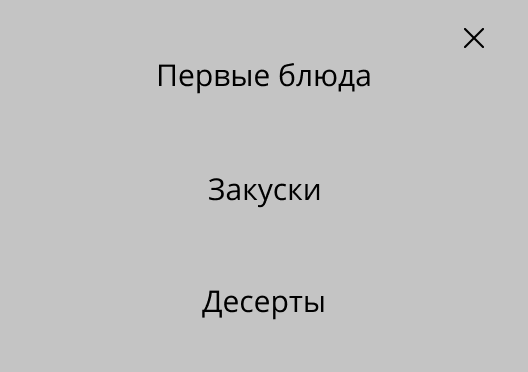 Первые блюда
Закуски
Десерты